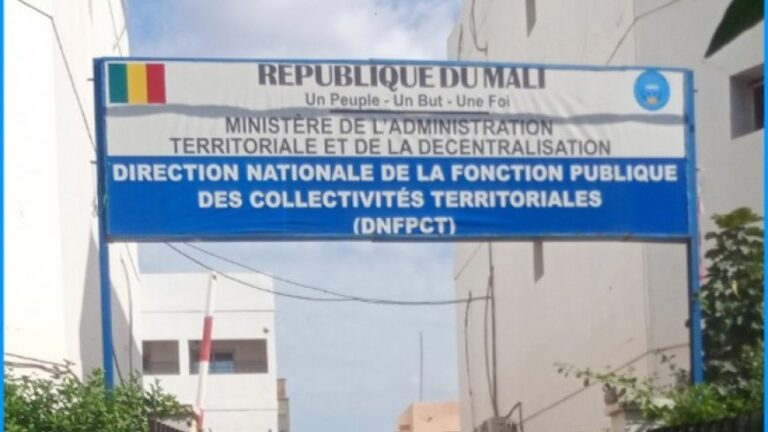 REPUBLIQUE DU MALI
Un Peuple - Un But - Une Foi
MINISTÈRE DE L'ADMINISTRATION
TERRITORIALE ET DE LA DECENTRALISATION
DIRECTION NATIONALE DE LA FONCTION PUBLIQUE
DES COLLECTIVITÉS TERRITORIALES
(DNFPCT)